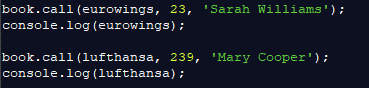 book.call(eurowings, 23, 'Sarah Williams');
console.log(eurowings);
book.call(lufthansa, 239, 'Mary Cooper');
console.log(lufthansa);